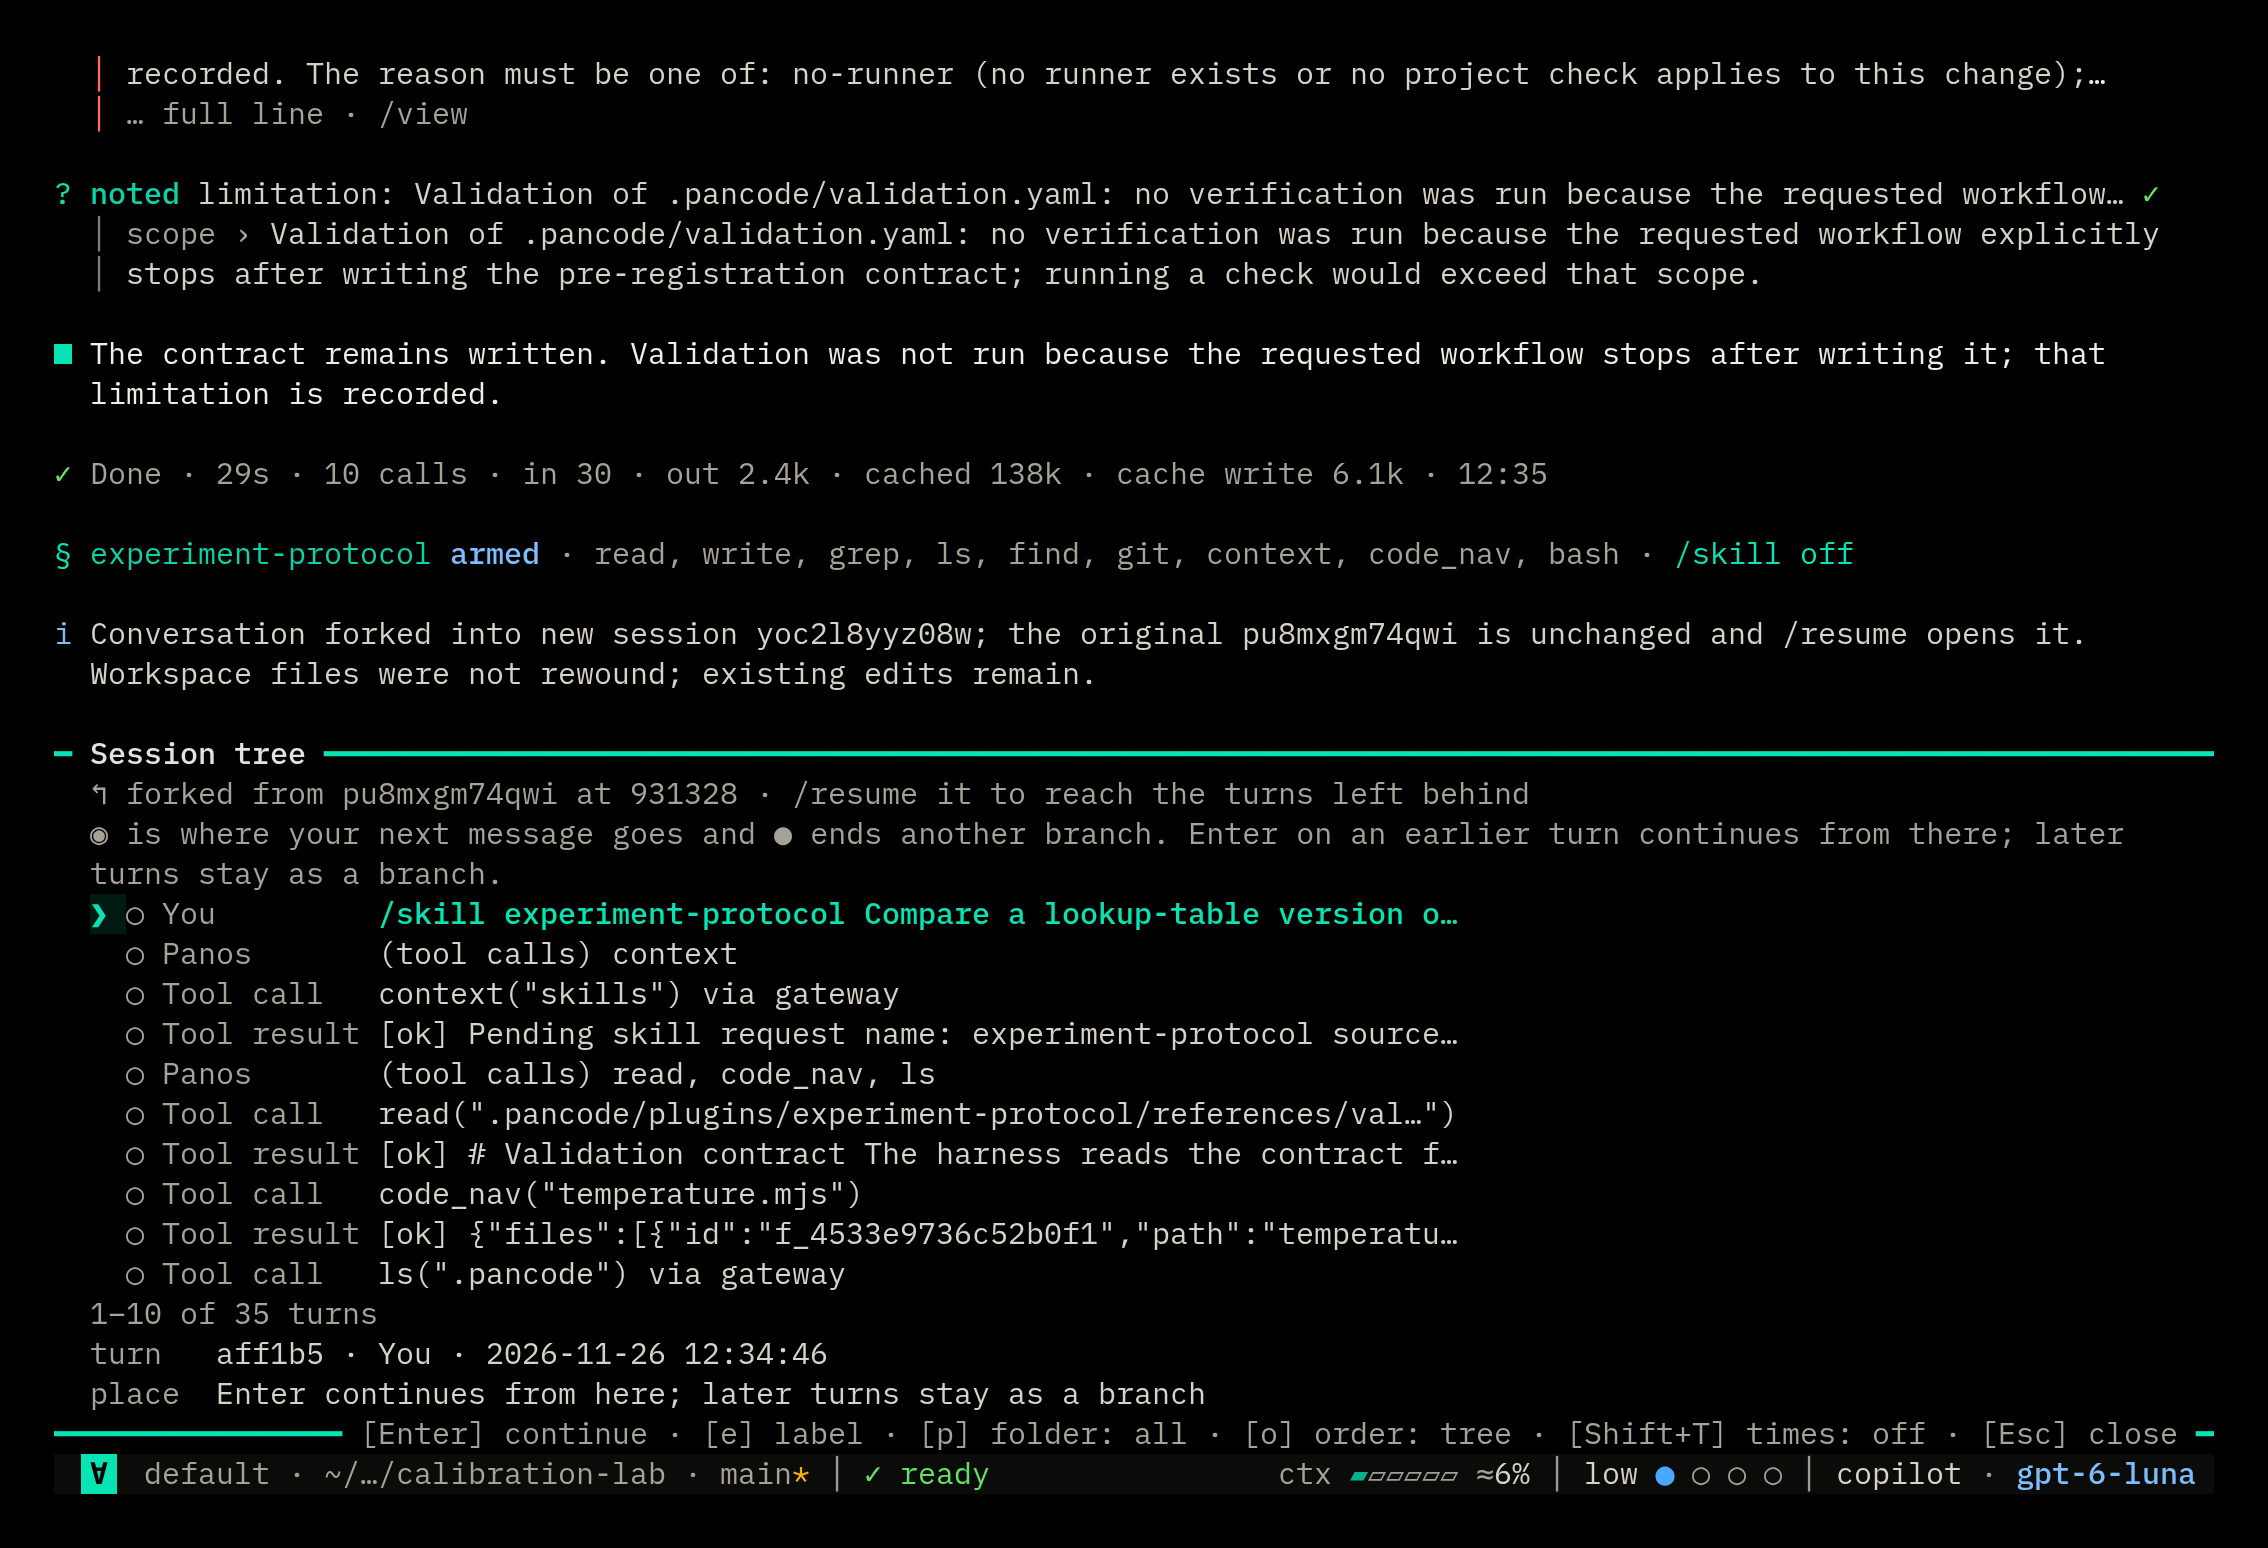 │ recorded. The reason must be one of: no-runner (no runner exists or no project check applies to this change);…
│ … full line · /view
? noted limitation: Validation of .pancode/validation.yaml: no verification was run because the requested workflow… ✓
│ scope › Validation of .pancode/validation.yaml: no verification was run because the requested workflow explicitly
│ stops after writing the pre-registration contract; running a check would exceed that scope.
■ The contract remains written. Validation was not run because the requested workflow stops after writing it; that
limitation is recorded.
✓ Done · 29s · 10 calls · in 30 · out 2.4k · cached 138k · cache write 6.1k · 12:35
§ experiment-protocol armed · read, write, grep, ls, find, git, context, code_nav, bash · /skill off
i Conversation forked into new session yoc2l8yyz08w; the original pu8mxgm74qwi is unchanged and /resume opens it.
Workspace files were not rewound; existing edits remain.
Session tree
↰ forked from pu8mxgm74qwi at 931328 · /resume it to reach the turns left behind
◉ is where your next message goes and ● ends another branch. Enter on an earlier turn continues from there; later
turns stay as a branch.
❯ ○ You /skill experiment-protocol Compare a lookup-table version o…
○ Panos (tool calls) context
○ Tool call context("skills") via gateway
○ Tool result [ok] Pending skill request name: experiment-protocol source…
○ Panos (tool calls) read, code_nav, ls
○ Tool call read(".pancode/plugins/experiment-protocol/references/val…")
○ Tool result [ok] # Validation contract The harness reads the contract f…
○ Tool call code_nav("temperature.mjs")
○ Tool result [ok] {"files":[{"id":"f_4533e9736c52b0f1","path":"temperatu…
○ Tool call ls(".pancode") via gateway
1–10 of 35 turns
turn aff1b5 · You · 2026-11-26 12:34:46
place Enter continues from here; later turns stay as a branch
[Enter] continue · [e] label · [p] folder: all · [o] order: tree · [Shift+T] times: off · [Esc] close
∀ default · ~/…/calibration-lab · main* │ ✓ ready ctx ▰▱▱▱▱▱ ≈6% │ low ● ○ ○ ○ │ copilot · gpt-6-luna